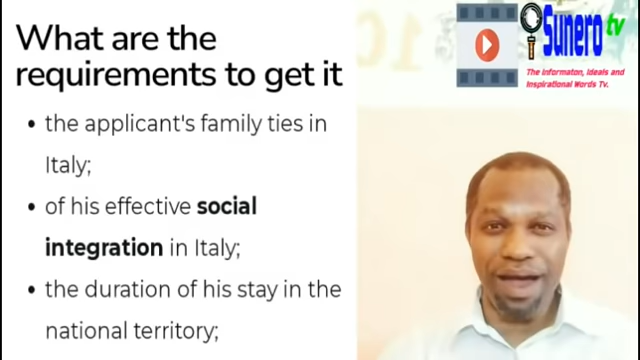 What are the
requirements to get it
• the applicant's family ties in
Italy;
• of his effective social
integration in Italy;
• the duration of his stay in the
national territory;
Sunero tv
The Informaton, Ideals and
Inspirational Words Tv.